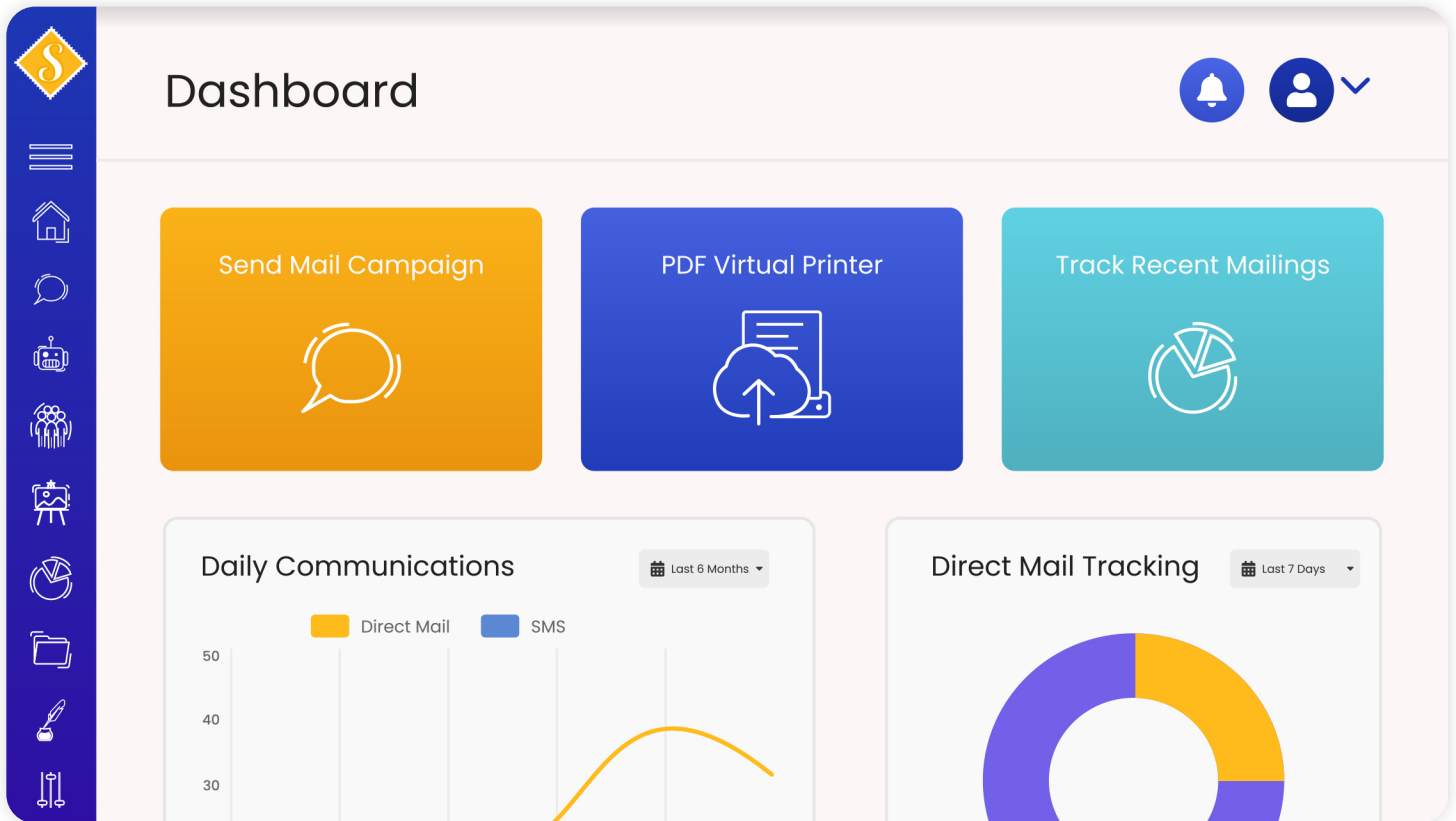 S
Dashboard
Send Mail Campaign
PDF Virtual Printer
Track Recent Mailings
Daily Communications
Last 6 Months
Direct Mail
SMS
50
40
30
Direct Mail Tracking
Last 7 Days